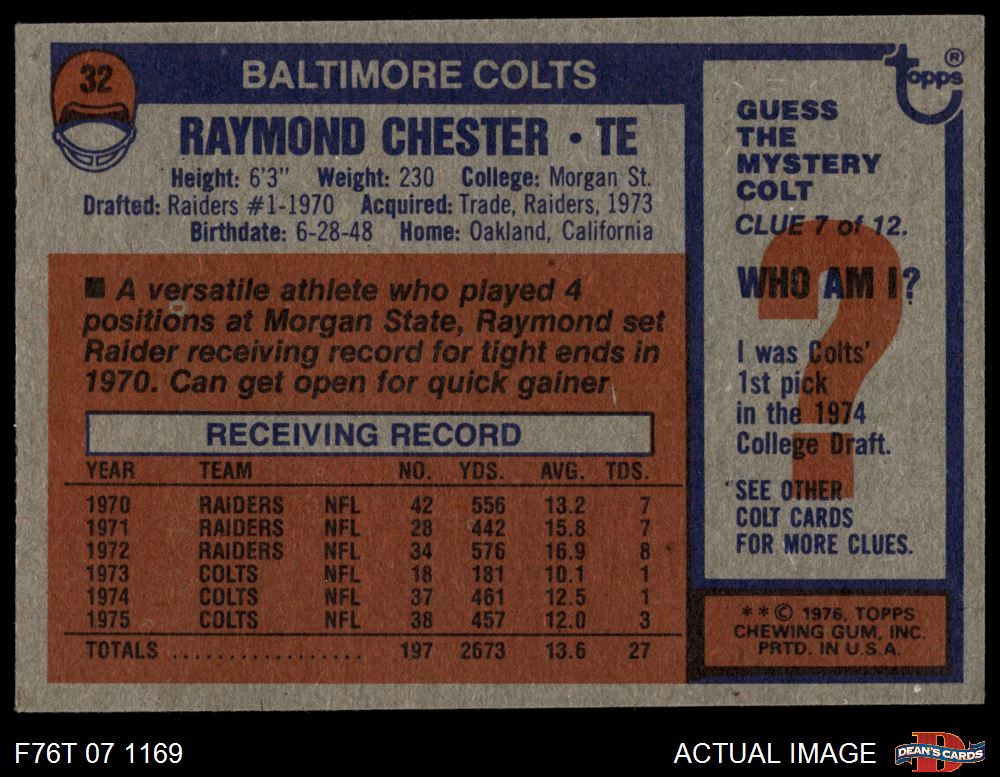 32
BALTIMORE COLTS
RAYMOND CHESTER • TE
Height: 6'3" Weight: 230 College: Morgan St.
Drafted: Raiders #1-1970 Acquired: Trade, Raiders, 1973
Birthdate: 6-28-48 Home: Oakland, California
■ A versatile athlete who played 4
positions at Morgan State, Raymond set
Raider receiving record for tight ends in
1970. Can get open for quick gainer.
RECEIVING RECORD
YEAR TEAM NO. YDS. AVG. TDS.
1970 RAIDERS NFL 42 556 13.2 7
1971 RAIDERS NFL 28 442 15.8 7
1972 RAIDERS NFL 34 576 16.9 8
1973 COLTS NFL 18 181 10.1 1
1974 COLTS NFL 37 461 12.5 1
1975 COLTS NFL 38 457 12.0 3
TOTALS .................. 197 2673 13.6 27
topps ®
GUESS
THE
MYSTERY
COLT
CLUE 7 of 12.
?
WHO AM I?
I was Colts'
1st pick
in the 1974
College Draft.
SEE OTHER
COLT CARDS
FOR MORE CLUES.
* * © 1976, TOPPS
CHEWING GUM, INC.
PRTD. IN U.S.A.
F76T 07 1169
ACTUAL IMAGE
D
DEAN'S CARDS